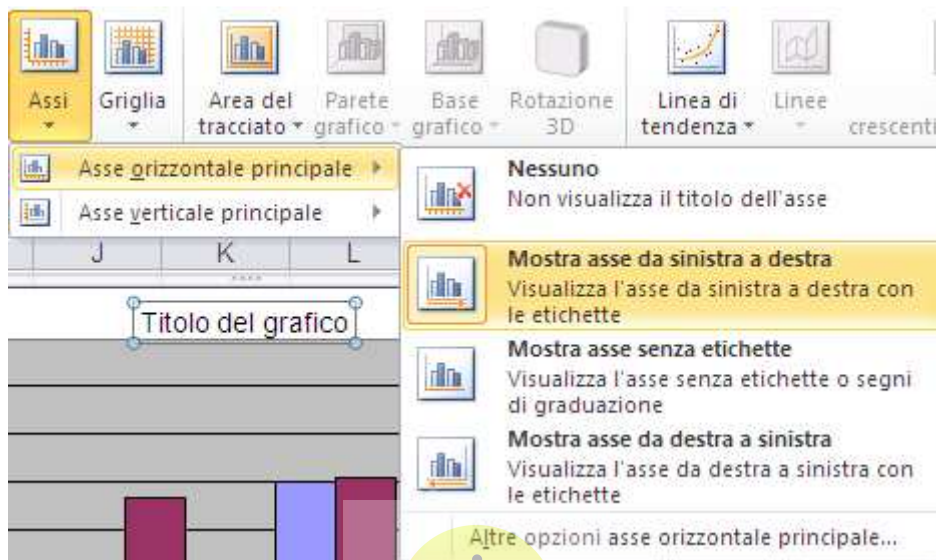 Assi
Griglia
Area del
tracciato
Parete
grafico
Base
grafico
Rotazione
3D
Linea di
tendenza
Linee
crescenti
Asse orizzontale principale
Asse verticale principale
Nessuno
Non visualizza il titolo dell'asse
Mostra asse da sinistra a destra
Visualizza l'asse da sinistra a destra con
le etichette
Mostra asse senza etichette
Visualizza l'asse senza etichette o segni
di graduazione
Mostra asse da destra a sinistra
Visualizza l'asse da destra a sinistra con
le etichette
Altre opzioni asse orizzontale principale...
J K L
Titolo del grafico